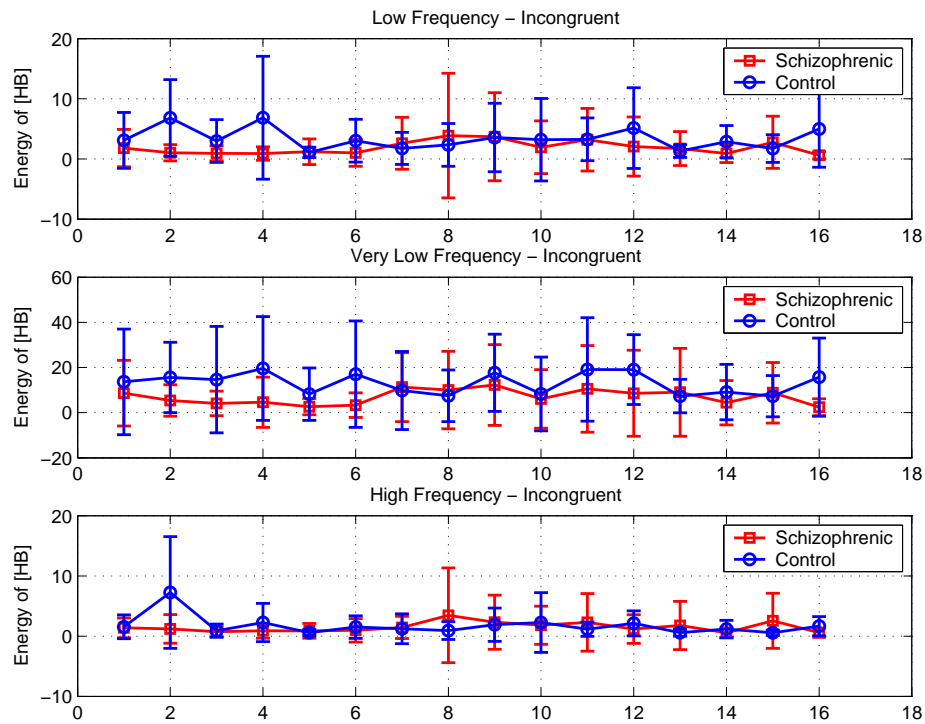 Low Frequency − Incongruent
20
10
0
−10
Energy of [HB]
Schizophrenic
Control
0 2 4 6 8 10 12 14 16 18
Very Low Frequency − Incongruent
60
40
20
0
−20
Energy of [HB]
Schizophrenic
Control
0 2 4 6 8 10 12 14 16 18
High Frequency − Incongruent
20
10
0
−10
Energy of [HB]
Schizophrenic
Control
0 2 4 6 8 10 12 14 16 18